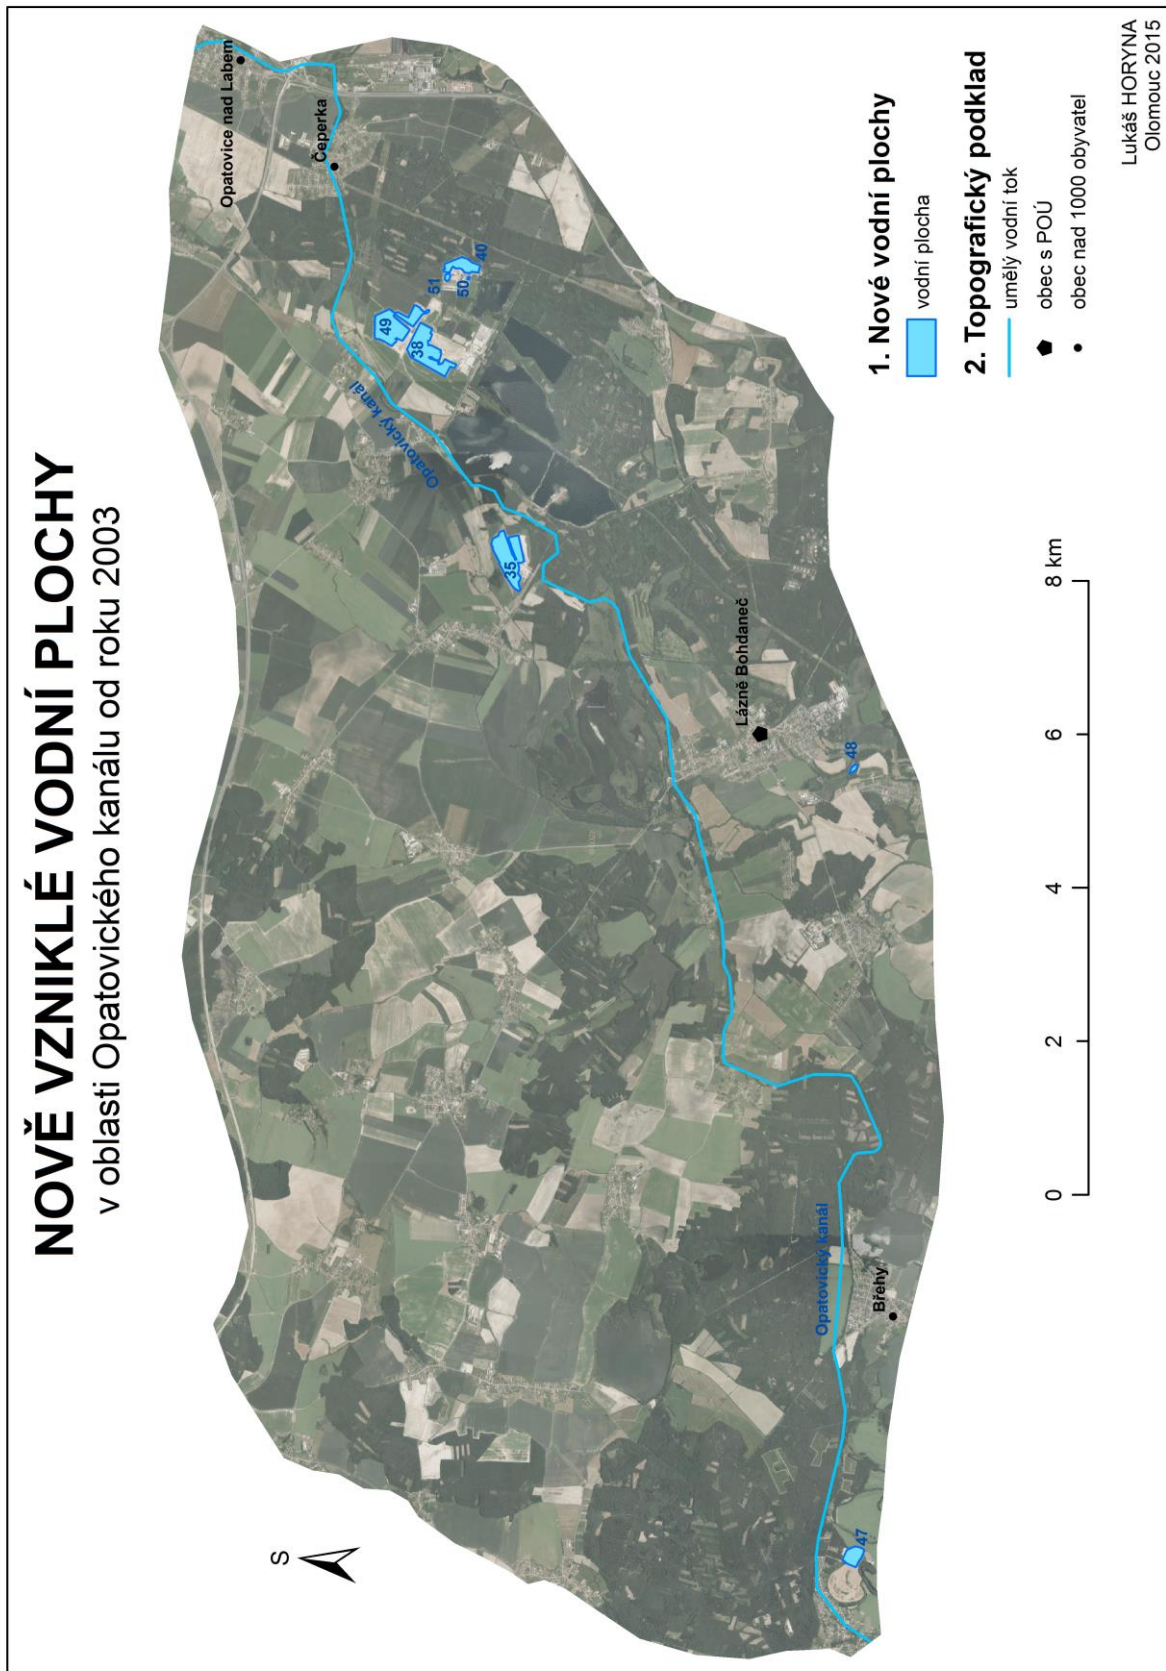 NOVĚ VZNIKLÉ VODNÍ PLOCHY
v oblasti Opatovického kanálu od roku 2003
S
Opatovice nad Labem
Čeperka
51
50
40
49
38
Opatovický kanál
35
Lázně Bohdaneč
48
Opatovický kanál
Břehy
47
0 2 4 6 8 km
1. Nové vodní plochy
vodní plocha
2. Topografický podklad
umělý vodní tok
obec s POÚ
obec nad 1000 obyvatel
Lukáš HORYNA
Olomouc 2015